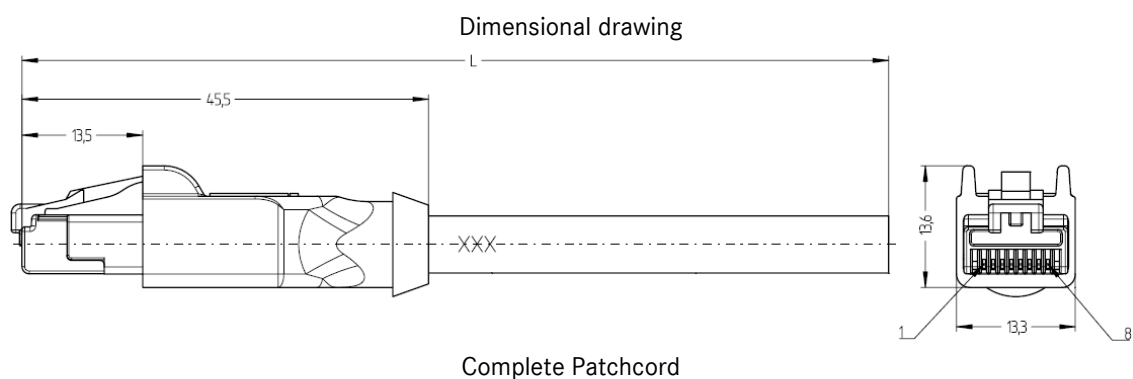 Dimensional drawing
L
45,5
13,5
XXX
13,6
1
8
13,3
Complete Patchcord